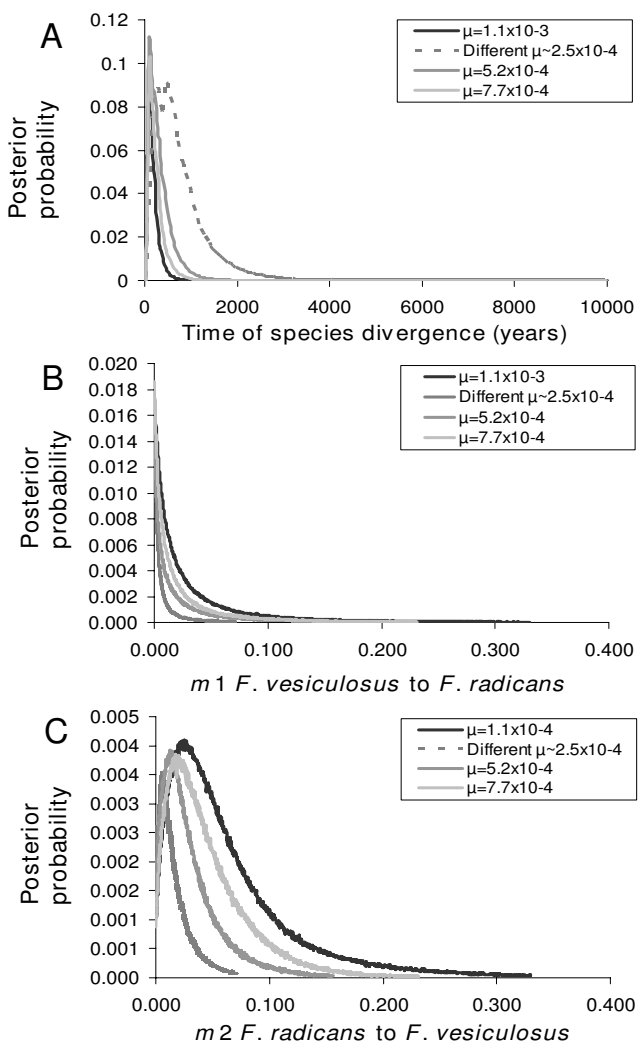 A
Posterior
probability
0.12
0.1
0.08
0.06
0.04
0.02
0
0 2000 4000 6000 8000 10000
Time of species divergence (years)
μ=1.1x10-3
Different μ~2.5x10-4
μ=5.2x10-4
μ=7.7x10-4
B
Posterior
probability
0.020
0.018
0.016
0.014
0.012
0.010
0.008
0.006
0.004
0.002
0.000
0.000 0.100 0.200 0.300 0.400
m1 F. vesiculosus to F. radicans
μ=1.1x10-3
Different μ~2.5x10-4
μ=5.2x10-4
μ=7.7x10-4
C
Posterior
probability
0.005
0.004
0.004
0.003
0.003
0.002
0.002
0.001
0.001
0.000
0.000 0.100 0.200 0.300 0.400
m2 F. radicans to F. vesiculosus
μ=1.1x10-4
Different μ~2.5x10-4
μ=5.2x10-4
μ=7.7x10-4